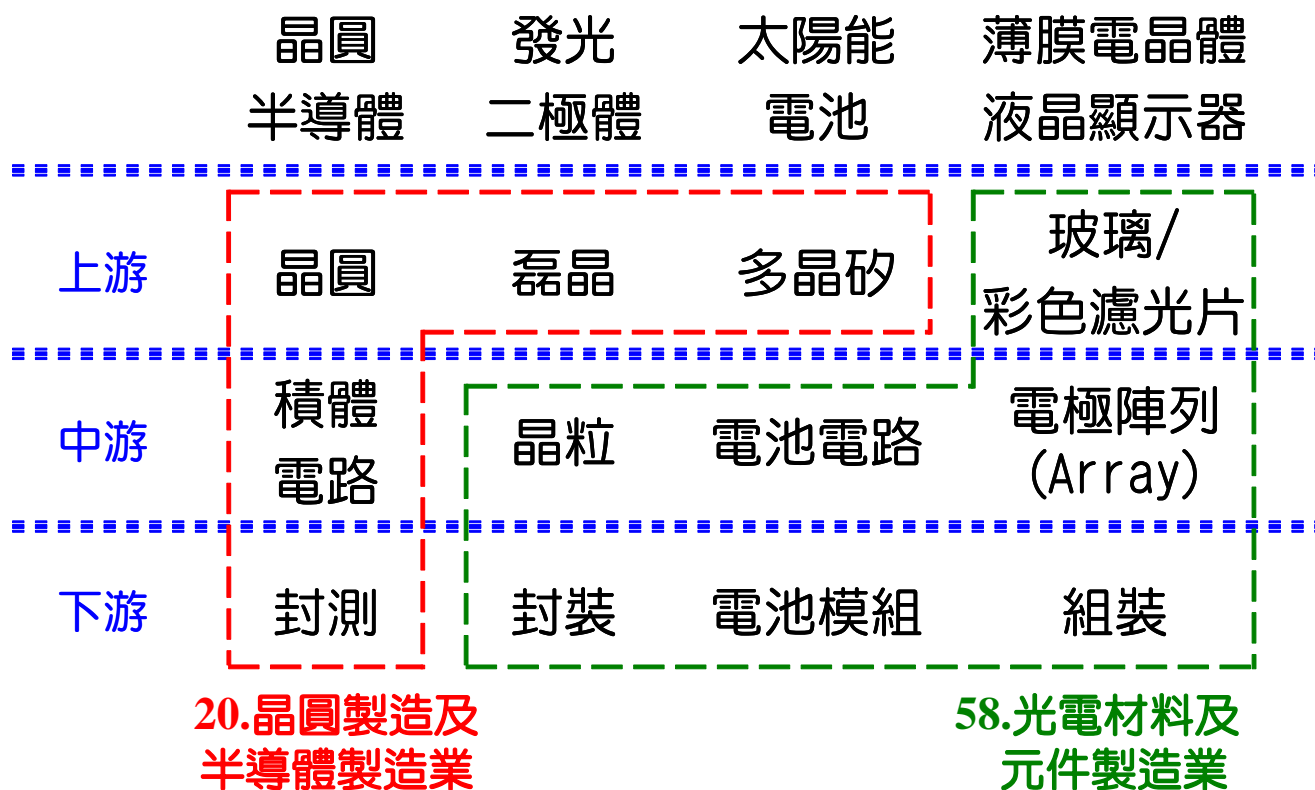 晶圓 發光 太陽能 薄膜電晶體
半導體 二極體 電池 液晶顯示器
玻璃/
上游 晶圓 磊晶 多晶矽
彩色濾光片
積體
電極陣列
中游 晶粒 電池電路
電路
(Array)
下游 封測 封裝 電池模組 組裝
20.晶圓製造及 58.光電材料及
半導體製造業 元件製造業